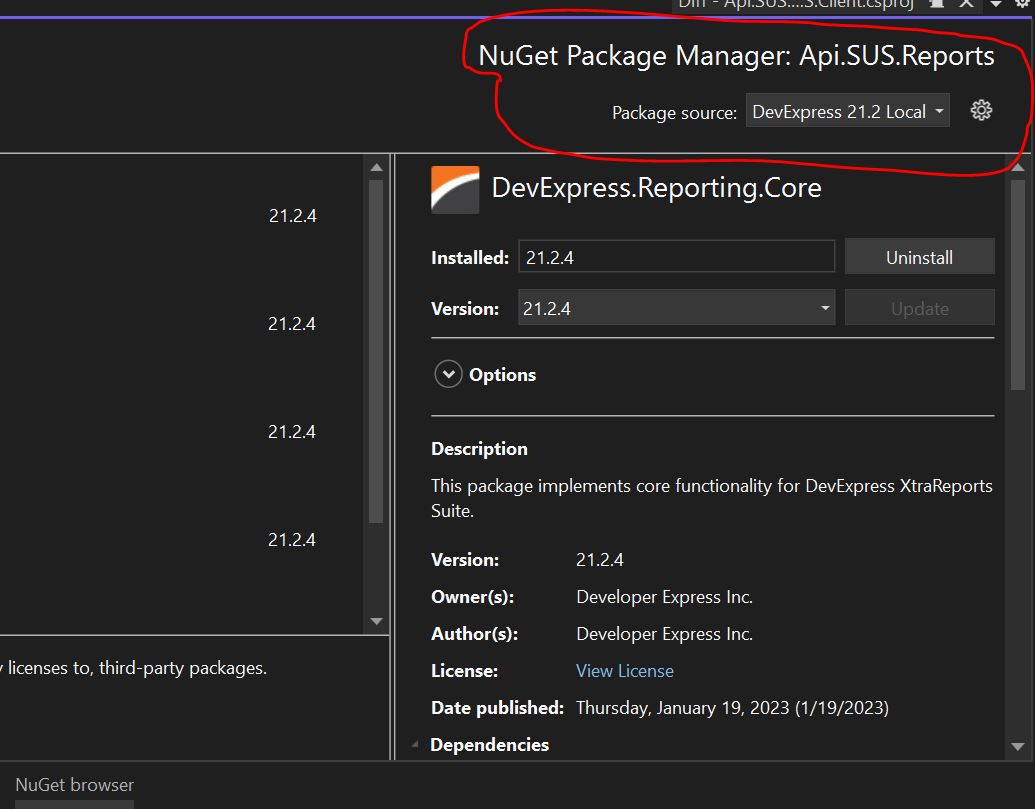 Diff - Api.SUS....S.Client.csproj
NuGet Package Manager: Api.SUS.Reports
Package source: DevExpress 21.2 Local
21.2.4
21.2.4
21.2.4
21.2.4
licenses to, third-party packages.
DevExpress.Reporting.Core
Installed: 21.2.4 Uninstall
Version: 21.2.4 Update
Options
Description
This package implements core functionality for DevExpress XtraReports
Suite.
Version: 21.2.4
Owner(s): Developer Express Inc.
Author(s): Developer Express Inc.
License: View License
Date published: Thursday, January 19, 2023 (1/19/2023)
Dependencies
NuGet browser